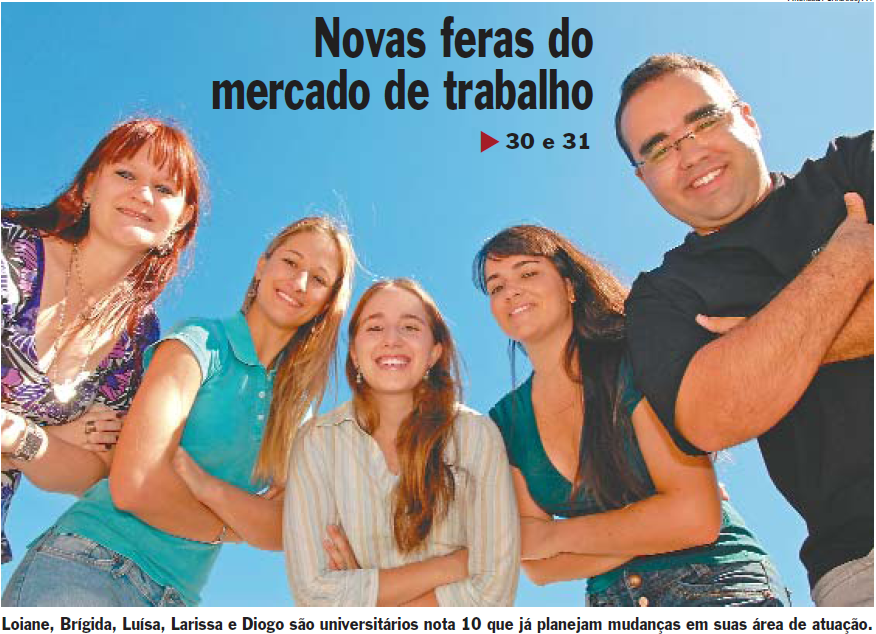 Novas feras do
mercado de trabalho
▶ 30 e 31
Loiane, Brígida, Luísa, Larissa e Diogo são universitários nota 10 que já planejam mudanças em suas área de atuação.